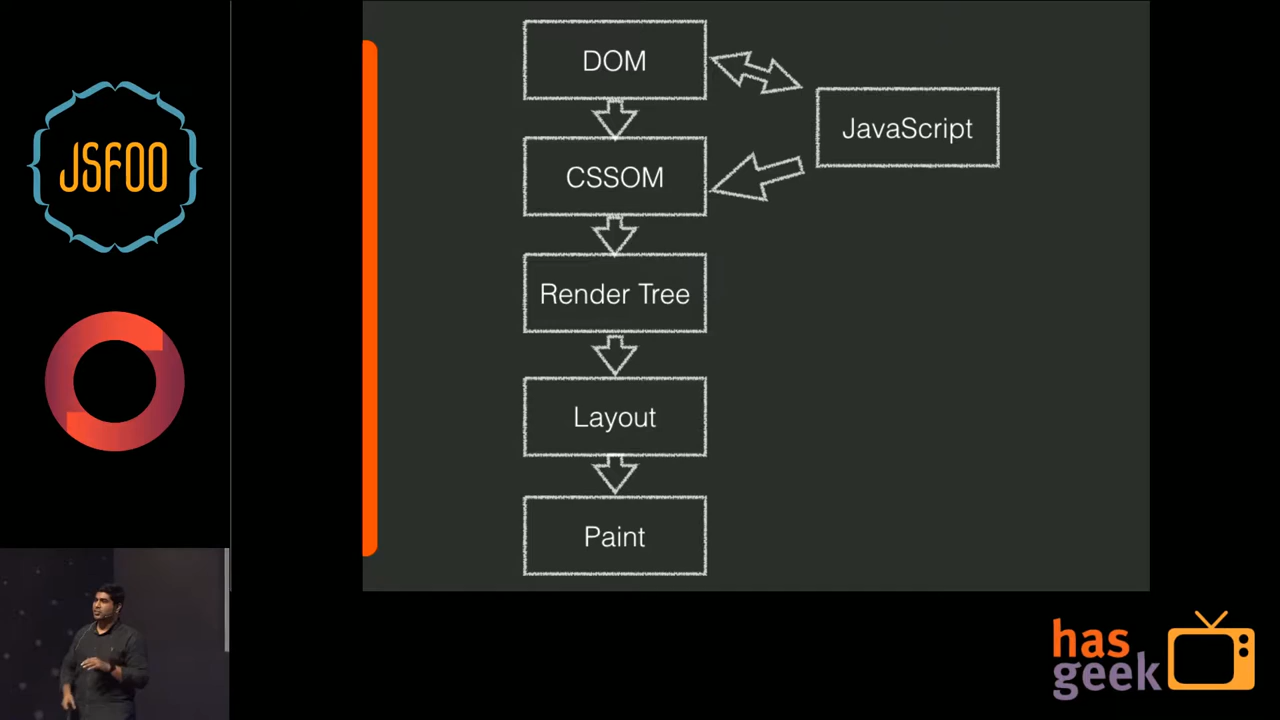 JSFOO
DOM
JavaScript
CSSOM
Render Tree
Layout
Paint
has
geek